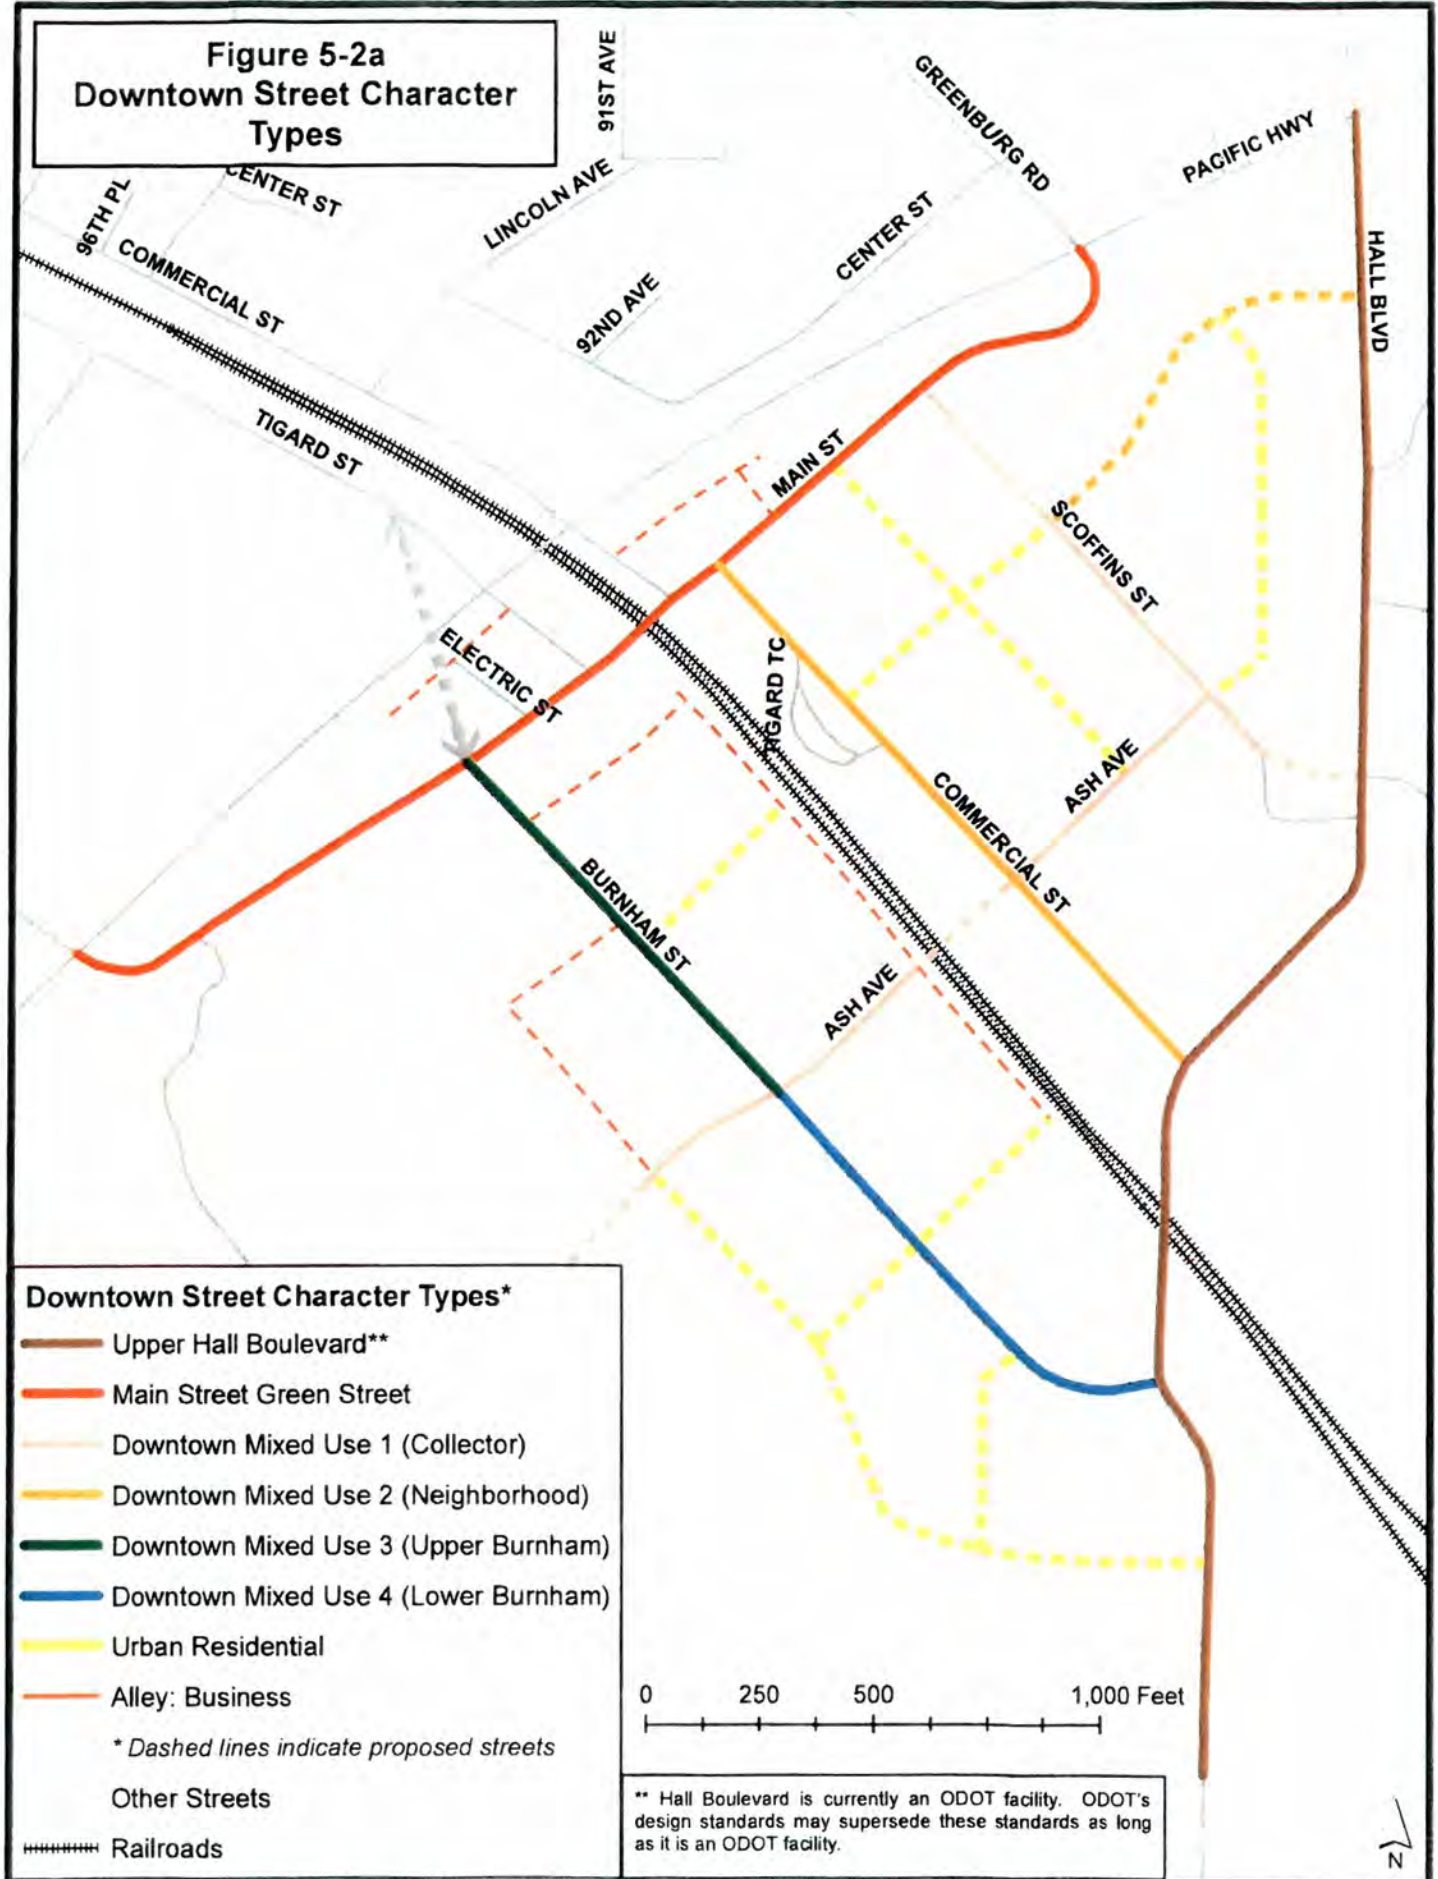 Figure 5-2a
Downtown Street Character
Types
91ST AVE
GREENBURG RD
PACIFIC HWY
CENTER ST
96TH PL
LINCOLN AVE
CENTER ST
COMMERCIAL ST
92ND AVE
HALL BLVD
TIGARD ST
MAIN ST
SCOFFINS ST
ELECTRIC ST
TIGARD TC
ASH AVE
COMMERCIAL ST
BURNHAM ST
ASH AVE
Downtown Street Character Types*
Upper Hall Boulevard**
Main Street Green Street
Downtown Mixed Use 1 (Collector)
Downtown Mixed Use 2 (Neighborhood)
Downtown Mixed Use 3 (Upper Burnham)
Downtown Mixed Use 4 (Lower Burnham)
Urban Residential
Alley: Business
* Dashed lines indicate proposed streets
Other Streets
Railroads
0 250 500 1,000 Feet
** Hall Boulevard is currently an ODOT facility. ODOT's
design standards may supersede these standards as long
as it is an ODOT facility.
N